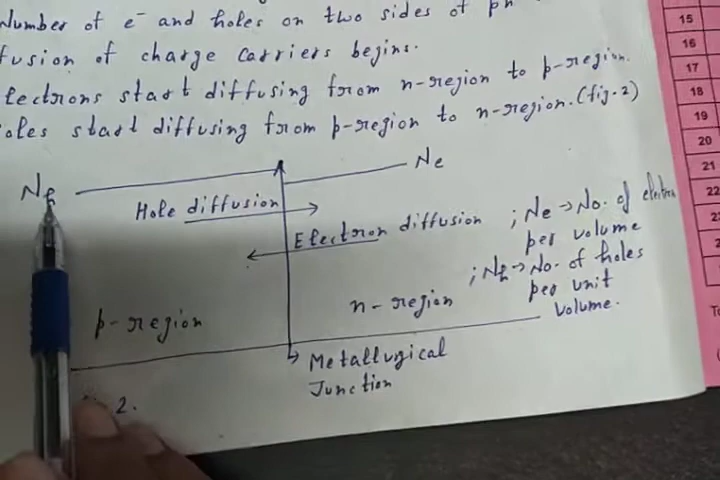 Number of e⁻ and holes on two sides of pn
fusion of charge carriers begins.
lectrons start diffusing from n-region to p-region.
oles start diffusing from p-region to n-region. (fig. 2)
Nh
Ne
Hole diffusion
Electron diffusion
; Ne → No. of electron
per volume
; Nh → No. of holes
per unit
volume.
p-region
n-region
Metallugical
Junction
2.
15
16
17
18
19
20
21
22